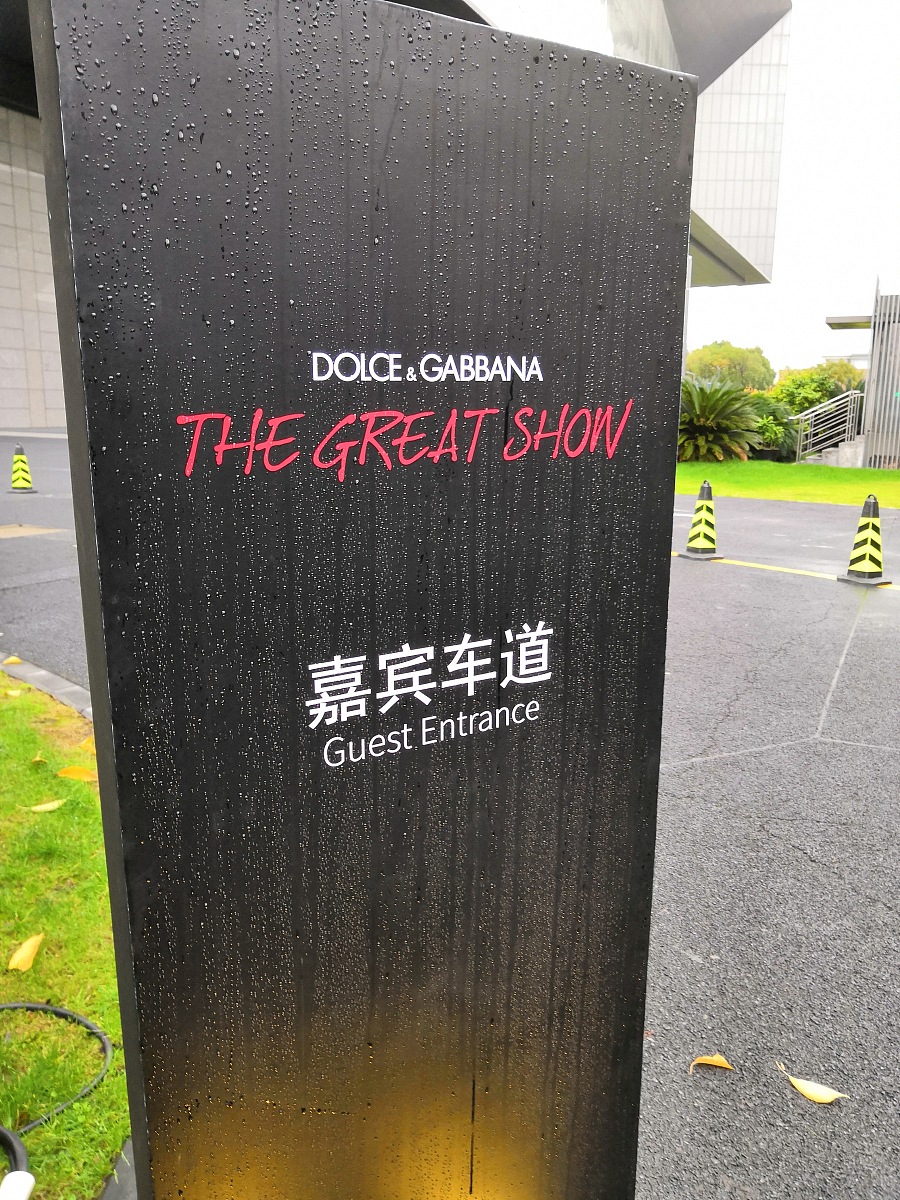 DOLCE & GABBANA
THE GREAT SHOW
嘉宾车道
Guest Entrance